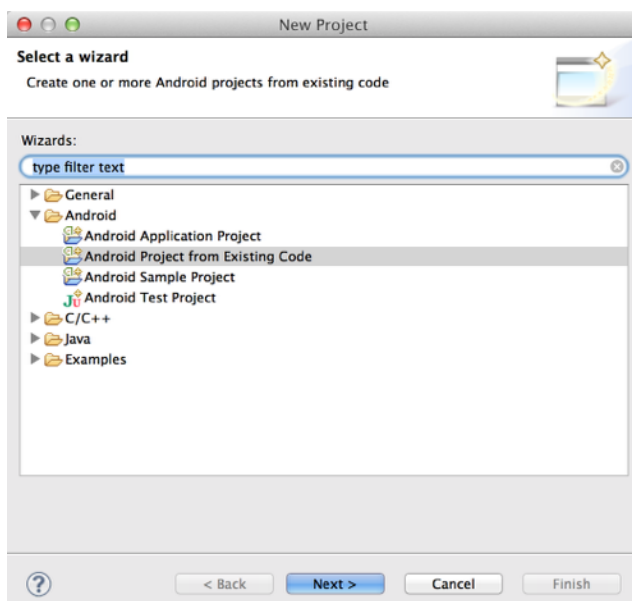 New Project
Select a wizard
Create one or more Android projects from existing code
Wizards:
type filter text
General
Android
Android Application Project
Android Project from Existing Code
Android Sample Project
Android Test Project
C/C++
Java
Examples
? < Back Next > Cancel Finish